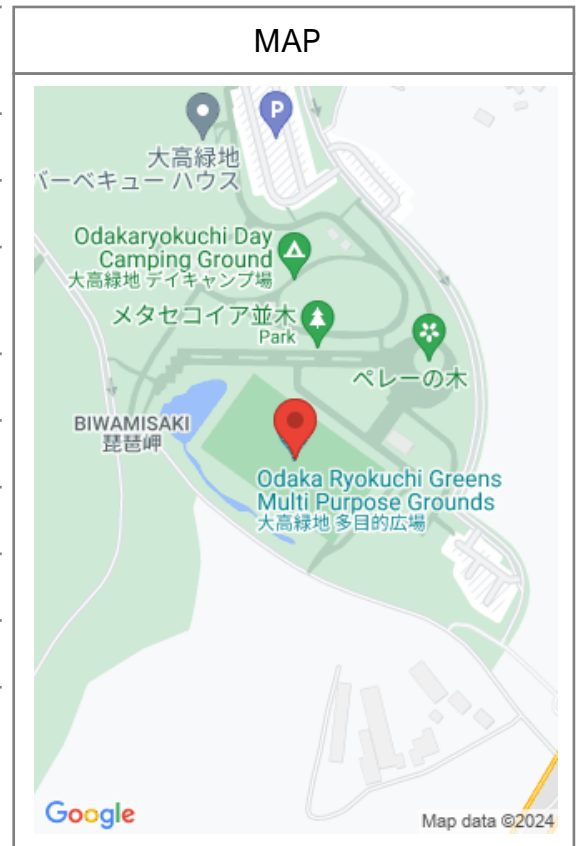 MAP
P
大高緑地
バーベキュー ハウス
Odakaryokuchi Day
Camping Ground
大高緑地 デイキャンプ場
メタセコイア並木
Park
ペレーの木
BIWAMISAKI
琵琶岬
Odaka Ryokuchi Greens
Multi Purpose Grounds
大高緑地 多目的広場
Google
Map data ©2024